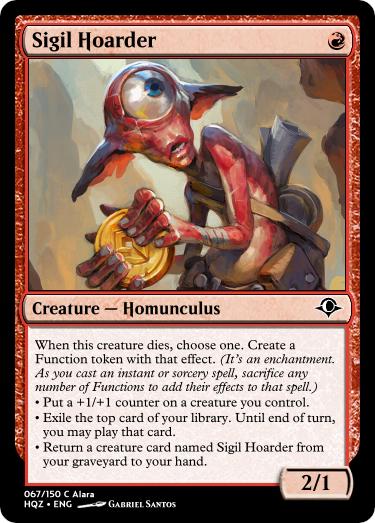 Sigil Hoarder
Creature — Homunculus
When this creature dies, choose one. Create a
Function token with that effect. (It's an enchantment.
As you cast an instant or sorcery spell, sacrifice any
number of Functions to add their effects to that spell.)
• Put a +1/+1 counter on a creature you control.
• Exile the top card of your library. Until end of turn,
you may play that card.
• Return a creature card named Sigil Hoarder from
your graveyard to your hand.
2/1
067/150 C Alara
HQZ • ENG Gabriel Santos